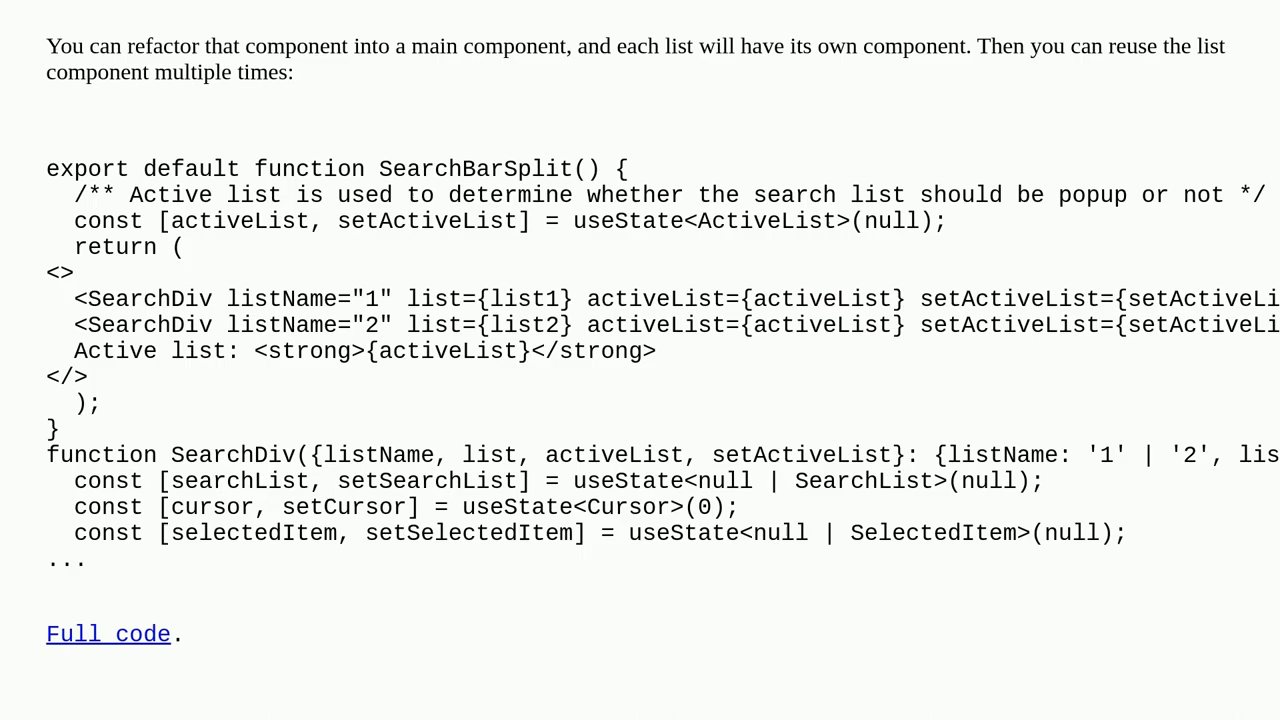 You can refactor that component into a main component, and each list will have its own component. Then you can reuse the list
component multiple times:
export default function SearchBarSplit() {
  /** Active list is used to determine whether the search list should be popup or not */
  const [activeList, setActiveList] = useState<ActiveList>(null);
  return (
<>
  <SearchDiv listName="1" list={list1} activeList={activeList} setActiveList={setActiveLi
  <SearchDiv listName="2" list={list2} activeList={activeList} setActiveList={setActiveLi
  Active list: <strong>{activeList}</strong>
</>
  );
}
function SearchDiv({listName, list, activeList, setActiveList}: {listName: '1' | '2', lis
  const [searchList, setSearchList] = useState<null | SearchList>(null);
  const [cursor, setCursor] = useState<Cursor>(0);
  const [selectedItem, setSelectedItem] = useState<null | SelectedItem>(null);
...
Full code.